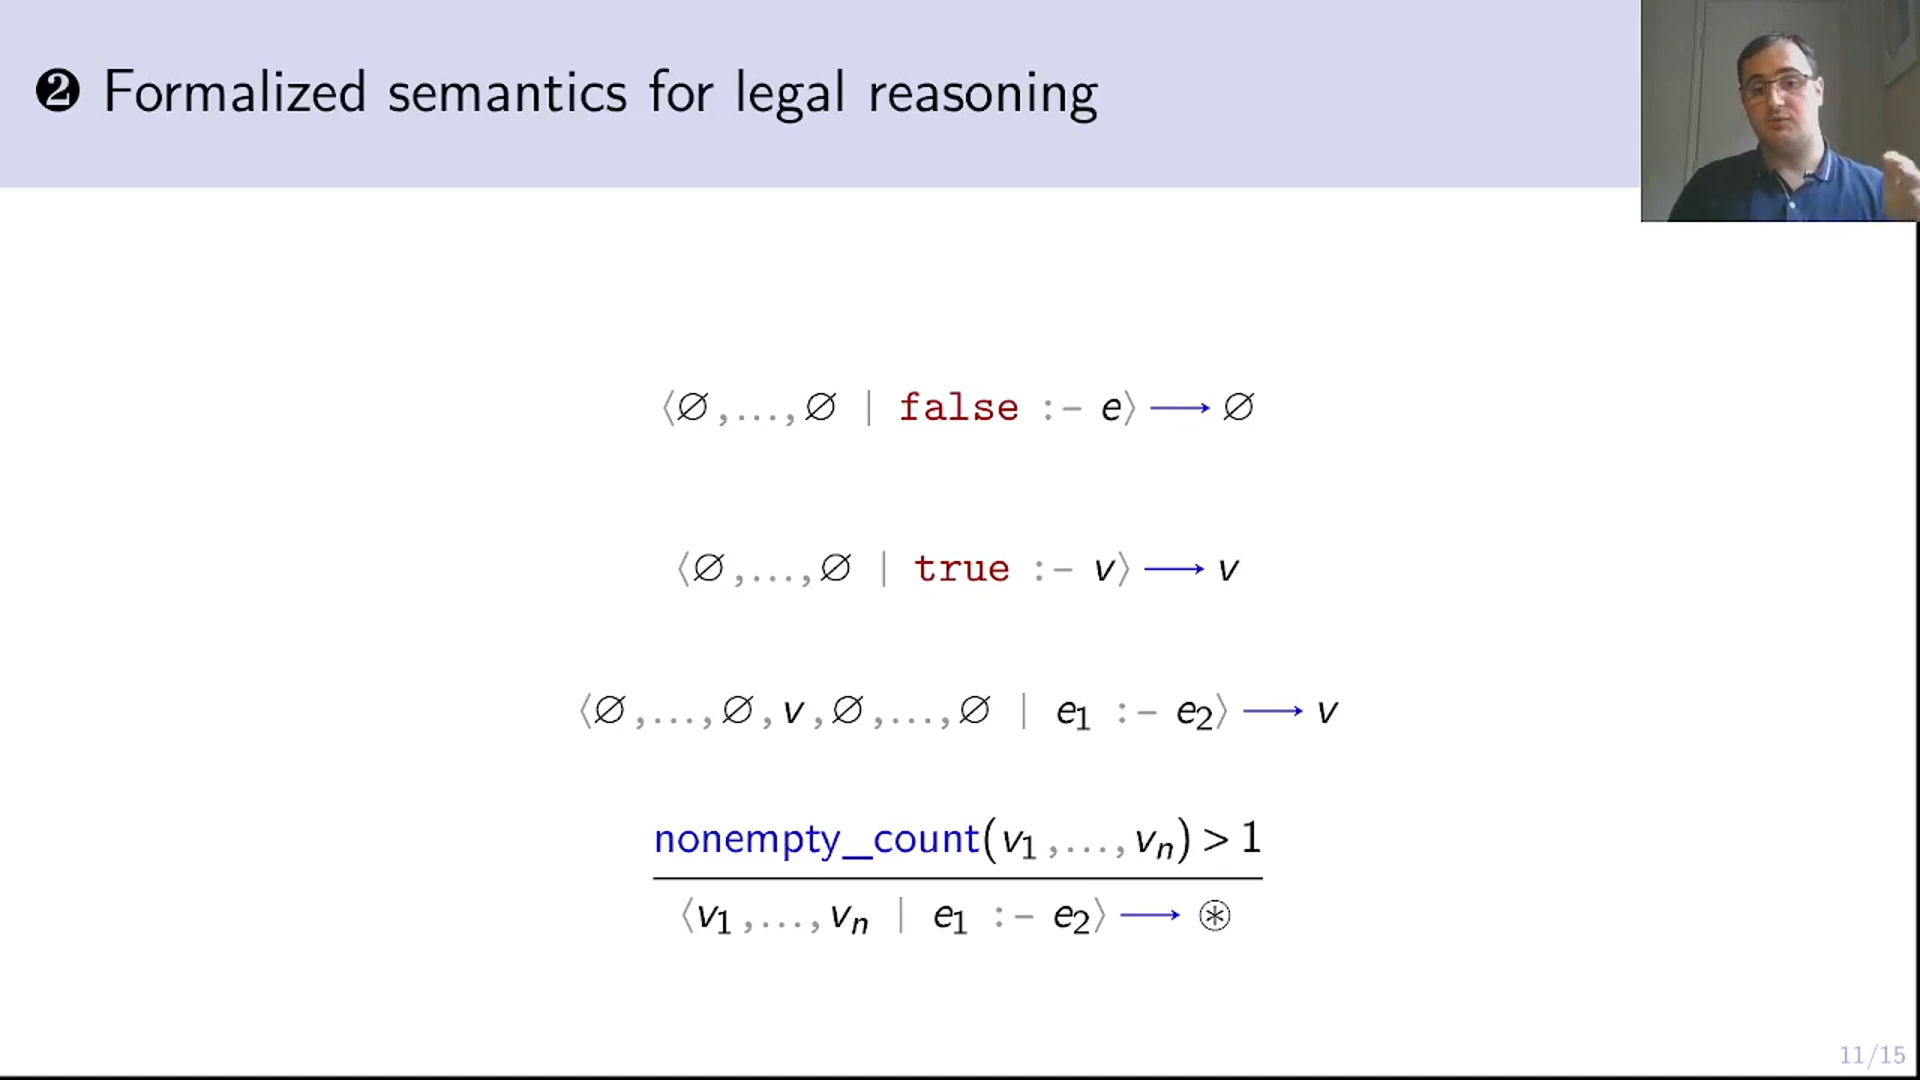 ❷ Formalized semantics for legal reasoning
⟨∅,…,∅ | false :− e⟩ ⟶ ∅
⟨∅,…,∅ | true :− v⟩ ⟶ v
⟨∅,…,∅,v,∅,…,∅ | e₁ :− e₂⟩ ⟶ v
nonempty_count(v₁,…,vₙ) > 1
⟨v₁,…,vₙ | e₁ :− e₂⟩ ⟶ ⊛
11/15